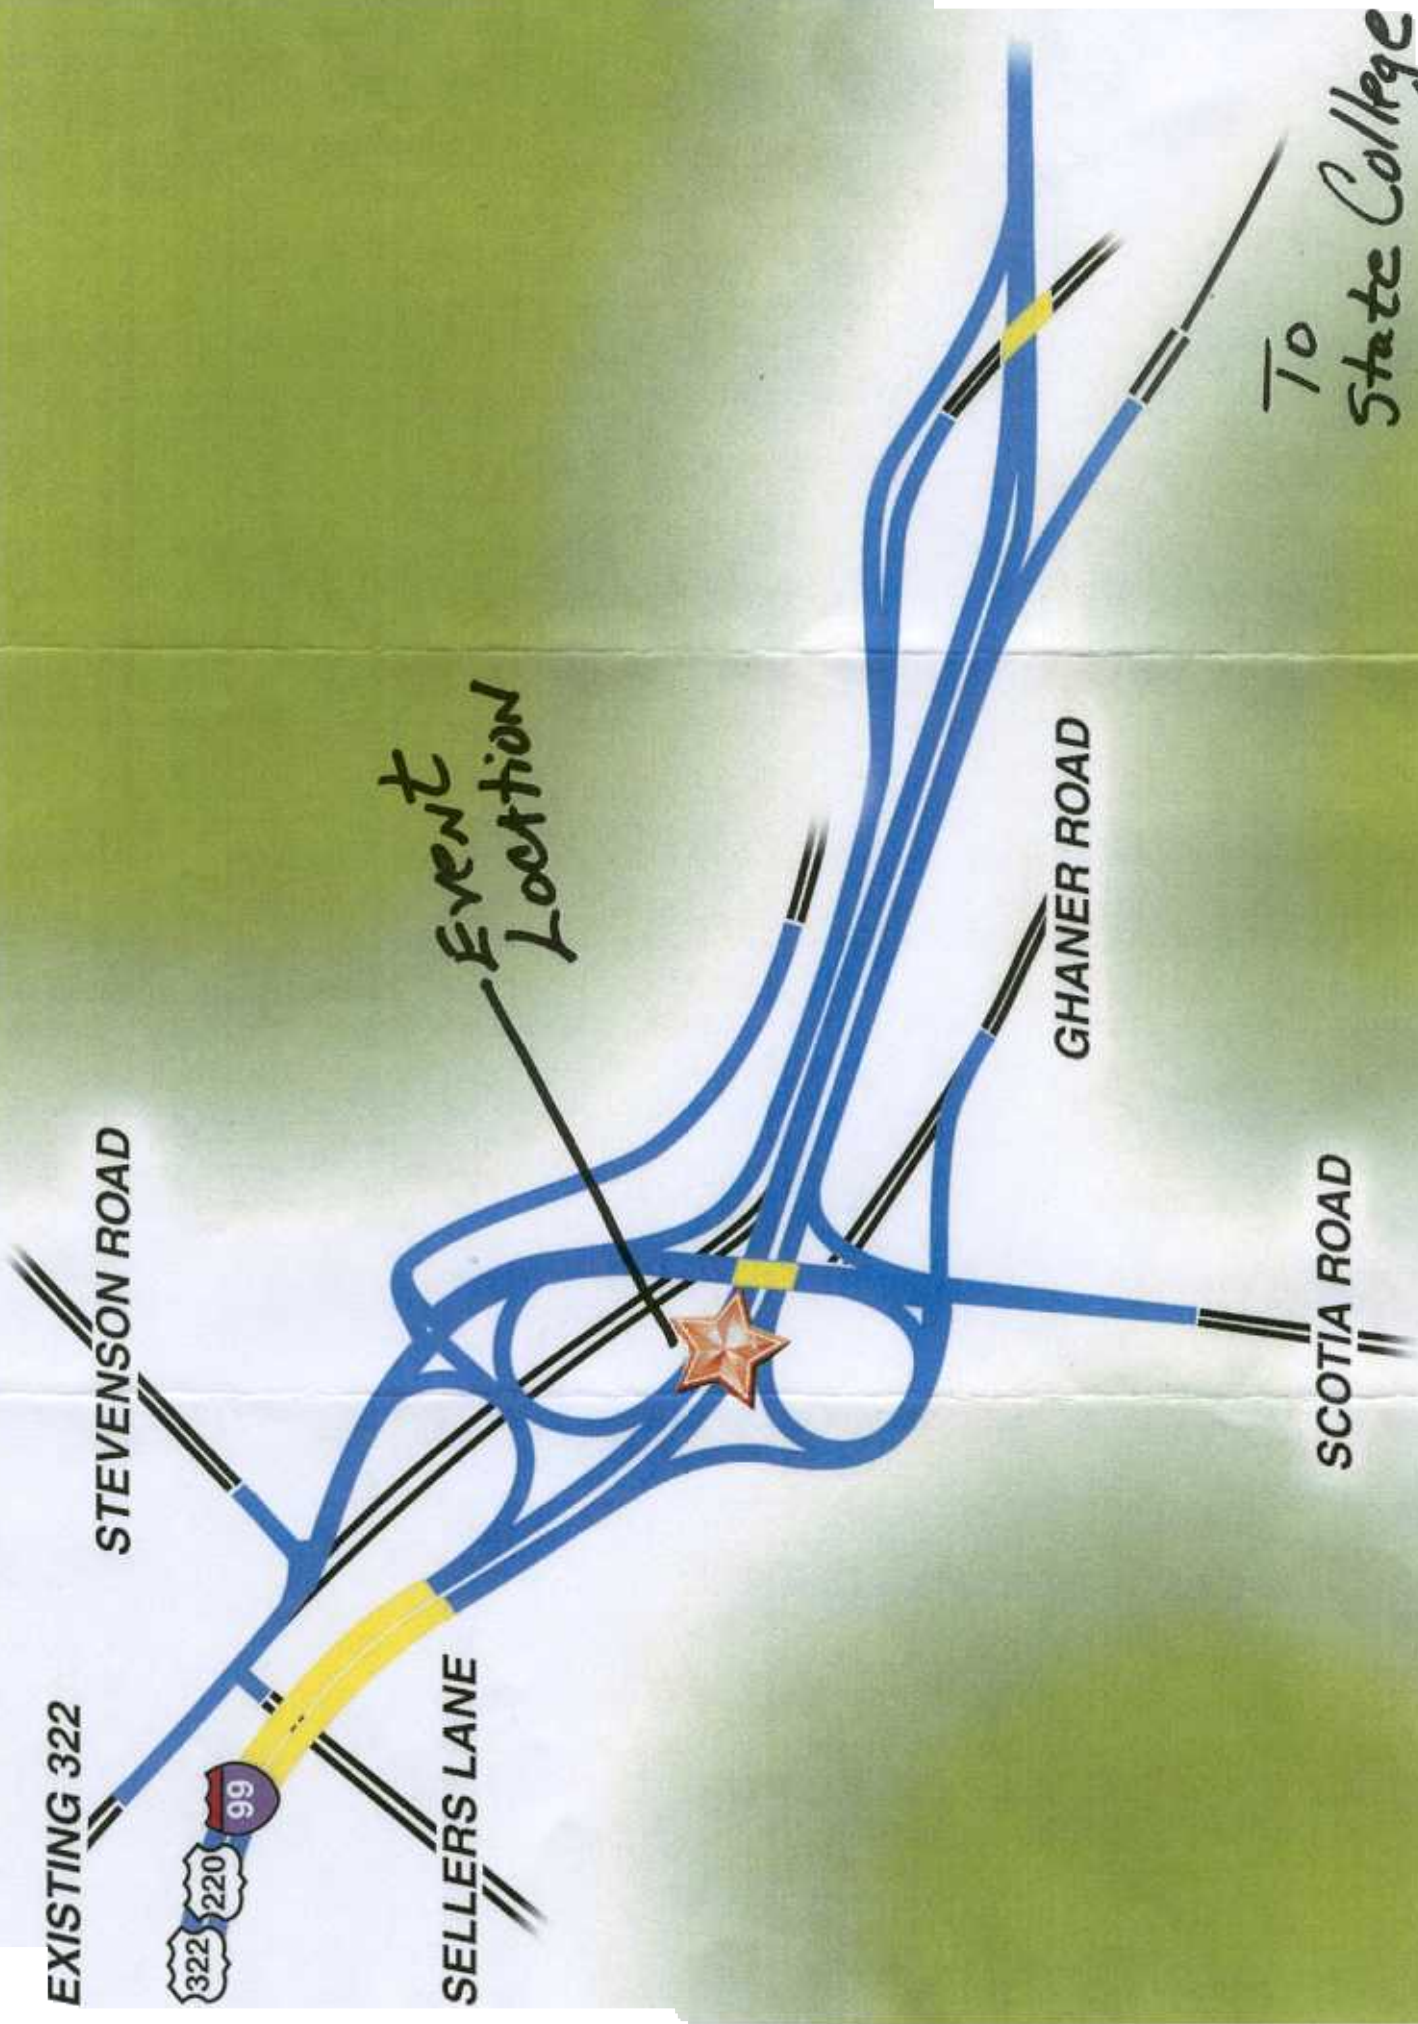 EXISTING 322
322
220
99
STEVENSON ROAD
SELLERS LANE
Event
Location
GHANER ROAD
SCOTIA ROAD
To
State College